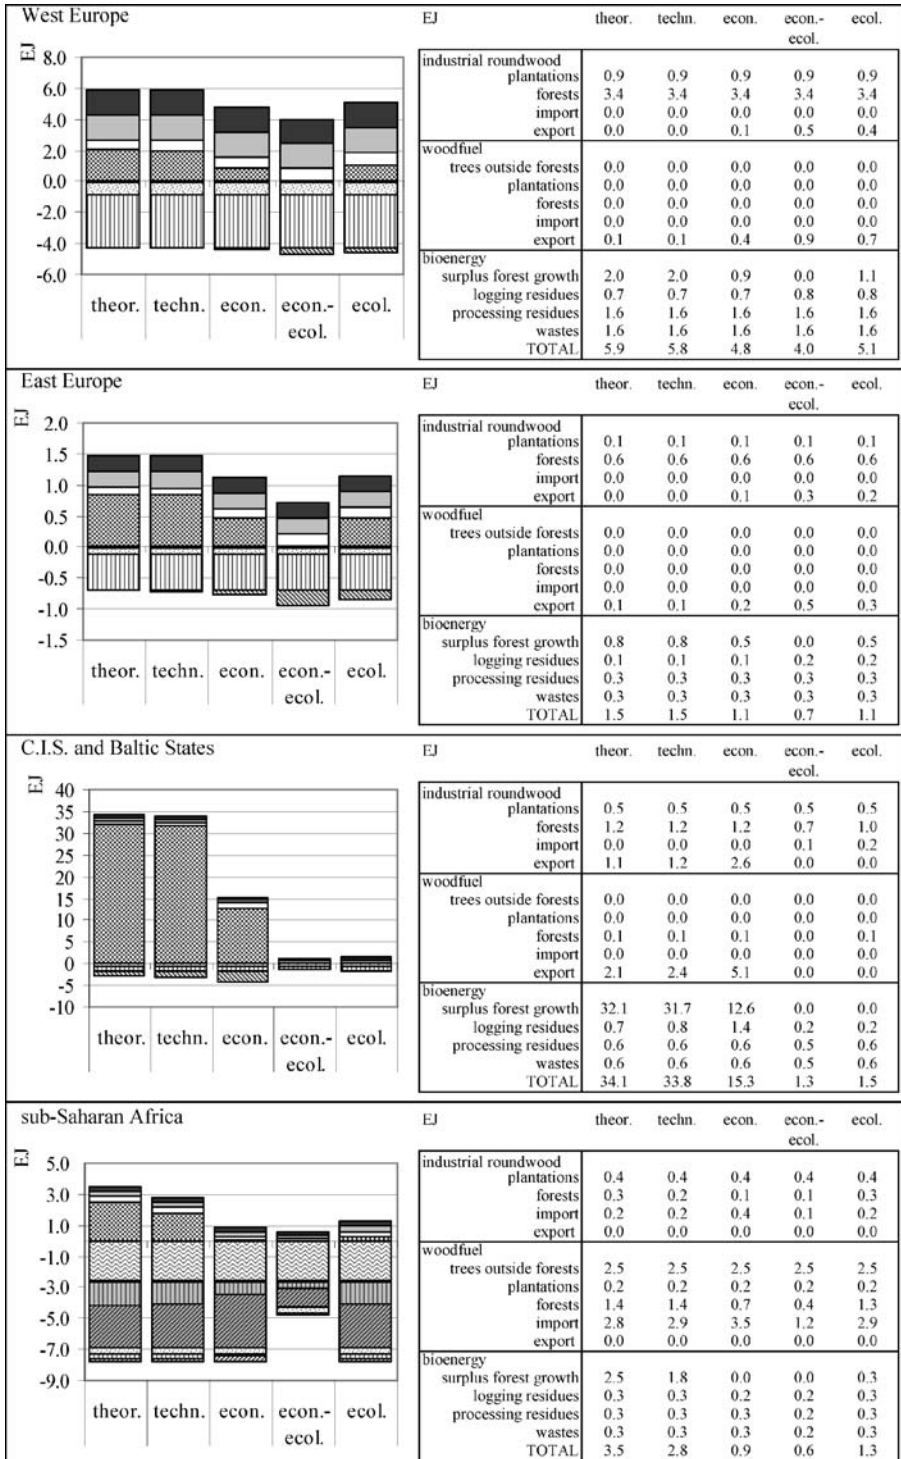 West Europe
EJ
8.0
6.0
4.0
2.0
0.0
-2.0
-4.0
-6.0
theor. techn. econ. econ.- ecol.
ecol.
EJ theor. techn. econ. econ.- ecol.
ecol.
industrial roundwood
plantations 0.9 0.9 0.9 0.9 0.9
forests 3.4 3.4 3.4 3.4 3.4
import 0.0 0.0 0.0 0.0 0.0
export 0.0 0.0 0.1 0.5 0.4
woodfuel
trees outside forests 0.0 0.0 0.0 0.0 0.0
plantations 0.0 0.0 0.0 0.0 0.0
forests 0.0 0.0 0.0 0.0 0.0
import 0.0 0.0 0.0 0.0 0.0
export 0.1 0.1 0.4 0.9 0.7
bioenergy
surplus forest growth 2.0 2.0 0.9 0.0 1.1
logging residues 0.7 0.7 0.7 0.8 0.8
processing residues 1.6 1.6 1.6 1.6 1.6
wastes 1.6 1.6 1.6 1.6 1.6
TOTAL 5.9 5.8 4.8 4.0 5.1
East Europe
EJ
2.0
1.5
1.0
0.5
0.0
-0.5
-1.0
-1.5
theor. techn. econ. econ.- ecol.
ecol.
EJ theor. techn. econ. econ.- ecol.
ecol.
industrial roundwood
plantations 0.1 0.1 0.1 0.1 0.1
forests 0.6 0.6 0.6 0.6 0.6
import 0.0 0.0 0.0 0.0 0.0
export 0.0 0.0 0.1 0.3 0.2
woodfuel
trees outside forests 0.0 0.0 0.0 0.0 0.0
plantations 0.0 0.0 0.0 0.0 0.0
forests 0.0 0.0 0.0 0.0 0.0
import 0.0 0.0 0.0 0.0 0.0
export 0.1 0.1 0.2 0.5 0.3
bioenergy
surplus forest growth 0.8 0.8 0.5 0.0 0.5
logging residues 0.1 0.1 0.1 0.2 0.2
processing residues 0.3 0.3 0.3 0.3 0.3
wastes 0.3 0.3 0.3 0.3 0.3
TOTAL 1.5 1.5 1.1 0.7 1.1
C.I.S. and Baltic States
EJ
40
35
30
25
20
15
10
5
0
-5
-10
theor. techn. econ. econ.- ecol.
ecol.
EJ theor. techn. econ. econ.- ecol.
ecol.
industrial roundwood
plantations 0.5 0.5 0.5 0.5 0.5
forests 1.2 1.2 1.2 0.7 1.0
import 0.0 0.0 0.0 0.1 0.2
export 1.1 1.2 2.6 0.0 0.0
woodfuel
trees outside forests 0.0 0.0 0.0 0.0 0.0
plantations 0.0 0.0 0.0 0.0 0.0
forests 0.1 0.1 0.1 0.0 0.1
import 0.0 0.0 0.0 0.0 0.0
export 2.1 2.4 5.1 0.0 0.0
bioenergy
surplus forest growth 32.1 31.7 12.6 0.0 0.0
logging residues 0.7 0.8 1.4 0.2 0.2
processing residues 0.6 0.6 0.6 0.5 0.6
wastes 0.6 0.6 0.6 0.5 0.6
TOTAL 34.1 33.8 15.3 1.3 1.5
sub-Saharan Africa
EJ
5.0
3.0
1.0
-1.0
-3.0
-5.0
-7.0
-9.0
theor. techn. econ. econ.- ecol.
ecol.
EJ theor. techn. econ. econ.- ecol.
ecol.
industrial roundwood
plantations 0.4 0.4 0.4 0.4 0.4
forests 0.3 0.2 0.1 0.1 0.3
import 0.2 0.2 0.4 0.1 0.2
export 0.0 0.0 0.0 0.0 0.0
woodfuel
trees outside forests 2.5 2.5 2.5 2.5 2.5
plantations 0.2 0.2 0.2 0.2 0.2
forests 1.4 1.4 0.7 0.4 1.3
import 2.8 2.9 3.5 1.2 2.9
export 0.0 0.0 0.0 0.0 0.0
bioenergy
surplus forest growth 2.5 1.8 0.0 0.0 0.3
logging residues 0.3 0.3 0.2 0.2 0.3
processing residues 0.3 0.3 0.3 0.2 0.3
wastes 0.3 0.3 0.3 0.2 0.3
TOTAL 3.5 2.8 0.9 0.6 1.3